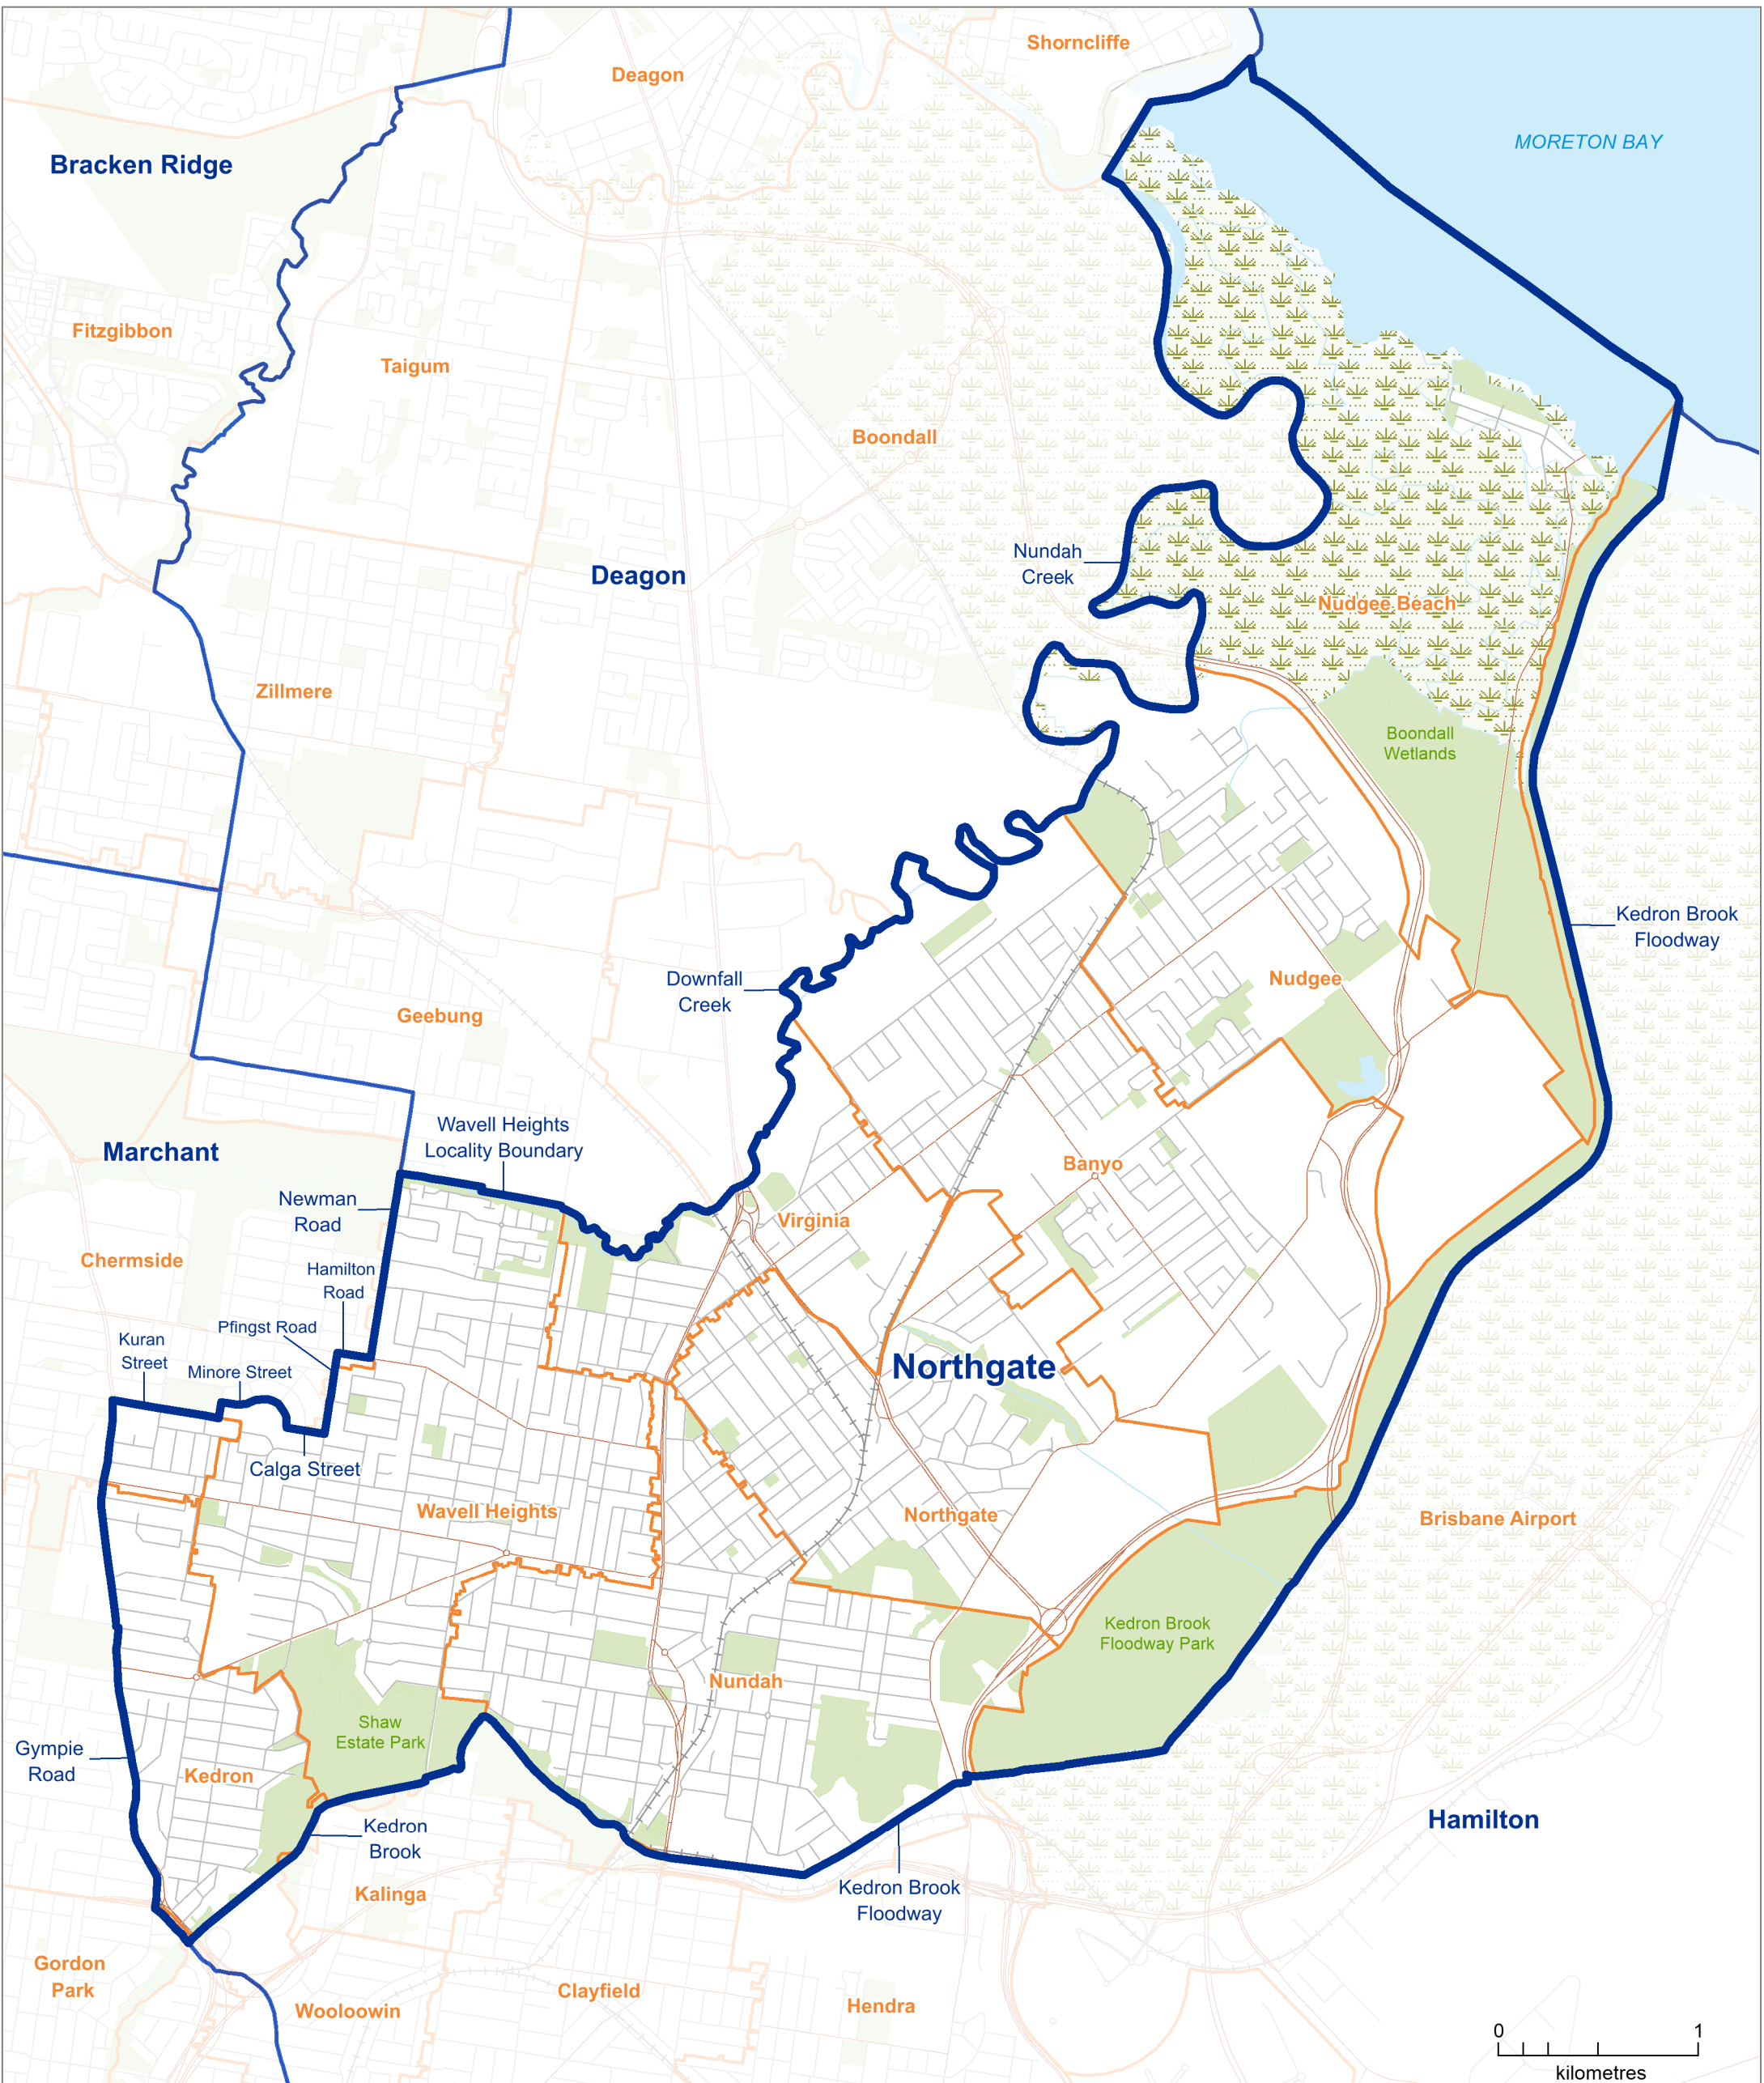 Shorncliffe
Deagon
MORETON BAY
Bracken Ridge
Fitzgibbon
Taigum
Boondall
Nundah
Creek
Deagon
Nudgee Beach
Zillmere
Boondall
Wetlands
Kedron Brook
Floodway
Downfall
Creek
Nudgee
Geebung
Wavell Heights
Locality Boundary
Marchant
Banyo
Newman
Road
Virginia
Chermside
Hamilton
Road
Pfingst Road
Kuran
Street
Minore Street
Northgate
Calga Street
Wavell Heights
Northgate
Brisbane Airport
Kedron Brook
Floodway Park
Nundah
Shaw
Estate Park
Gympie
Road
Kedron
Hamilton
Kedron
Brook
Kalinga
Kedron Brook
Floodway
Gordon
Park
Clayfield
Wooloowin
Hendra
0 1
kilometres